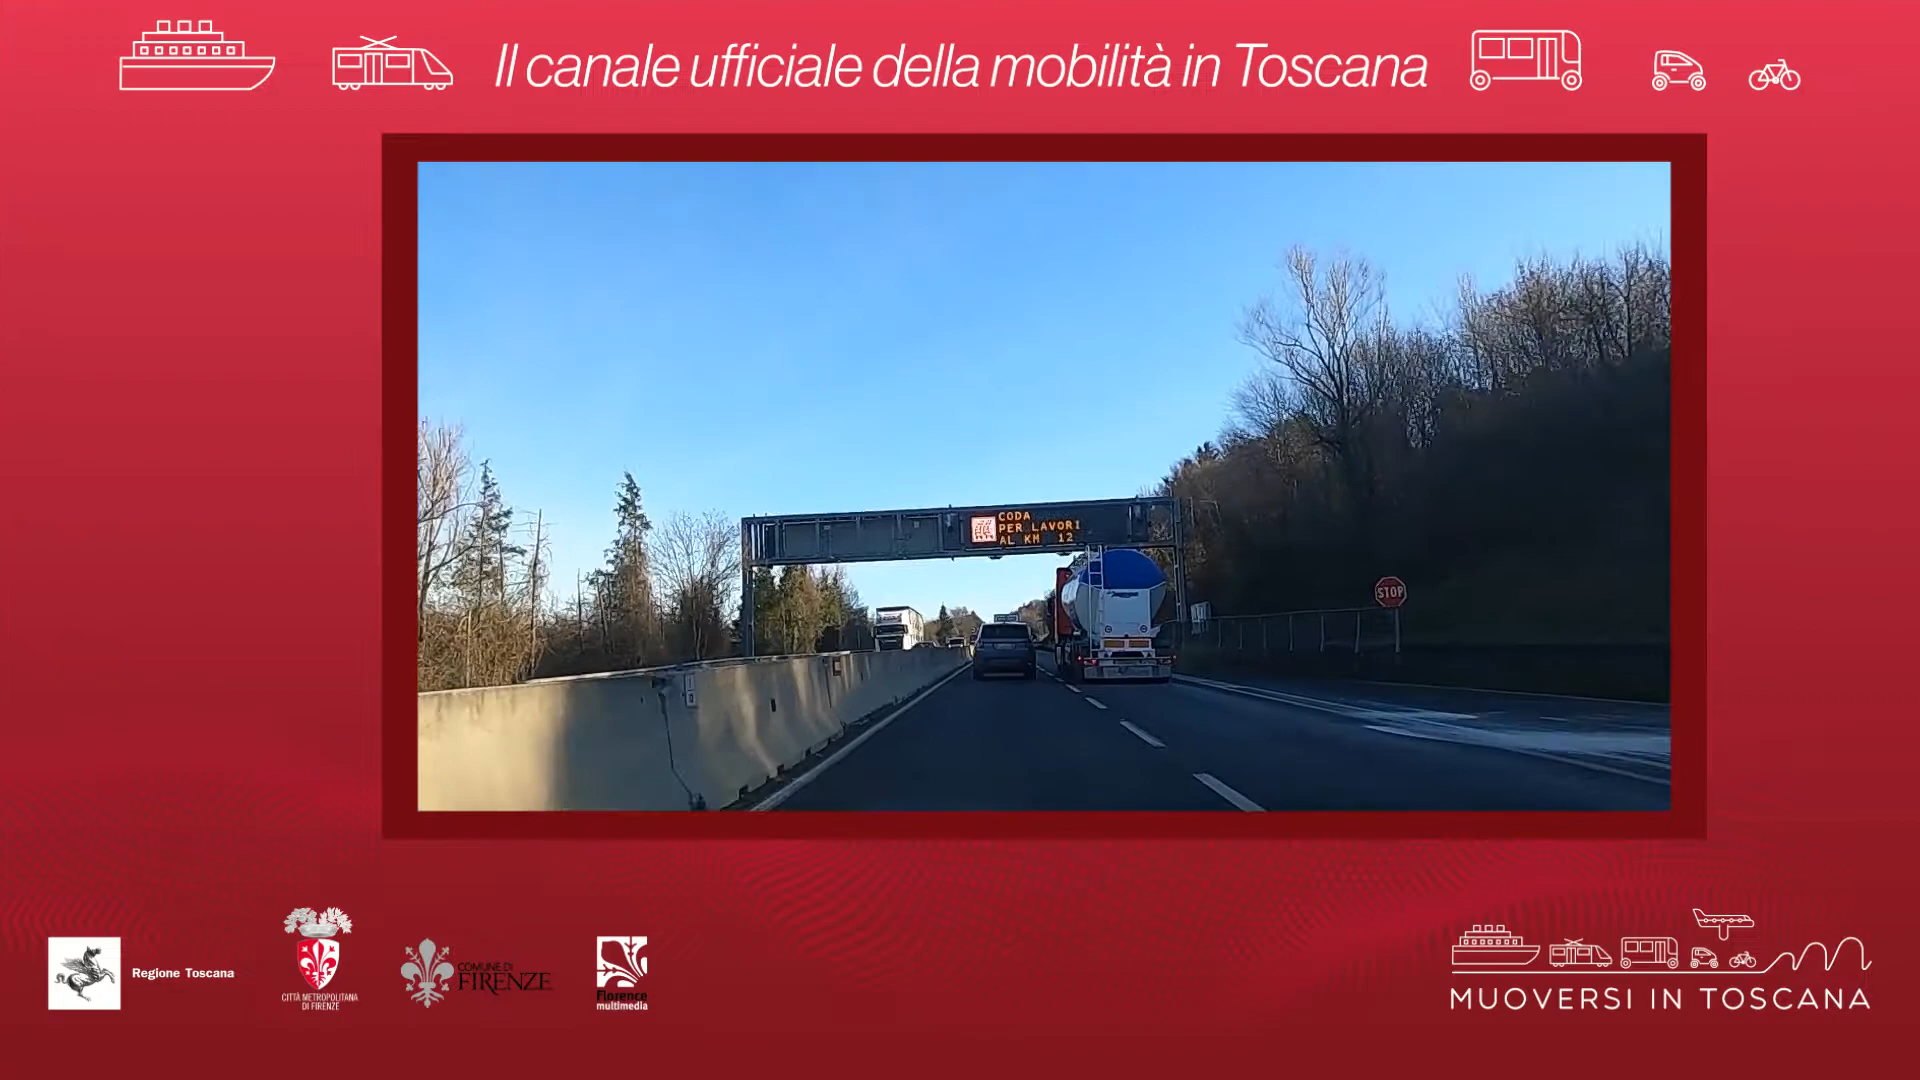 Il canale ufficiale della mobilità in Toscana
CODA
PER LAVORI
AL KM 12
STOP
Regione Toscana
CITTÀ METROPOLITANA
DI FIRENZE
COMUNE DI
FIRENZE
Florence
multimedia
MUOVERSI IN TOSCANA